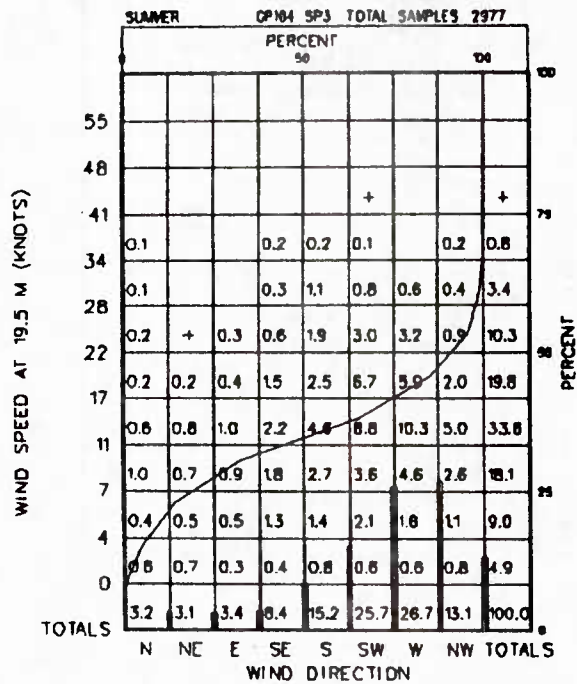 SUMMER OP164 SP3 TOTAL SAMPLES 2977
PERCENT
0 50 100
100
55
48
+ +
41 75
0.1 0.2 0.2 0.1 0.2 0.8
34
0.1 0.3 1.1 0.8 0.6 0.4 3.4
28
0.2 + 0.3 0.6 1.9 3.0 3.2 0.9 10.3
22 50
0.2 0.2 0.4 1.5 2.5 6.7 5.9 2.0 19.8
17
0.6 0.8 1.0 2.2 4.6 8.8 10.3 5.0 33.6
11
1.0 0.7 0.9 1.8 2.7 3.6 4.6 2.6 18.1
7 25
0.4 0.5 0.5 1.3 1.4 2.1 1.6 1.1 9.0
4
0.6 0.7 0.3 0.4 0.8 0.6 0.6 0.8 4.9
0
3.2 3.1 3.4 8.4 15.2 25.7 26.7 13.1 100.0
TOTALS 0
N NE E SE S SW W NW TOTALS
WIND DIRECTION
WIND SPEED AT 19.5 M (KNOTS)
PERCENT